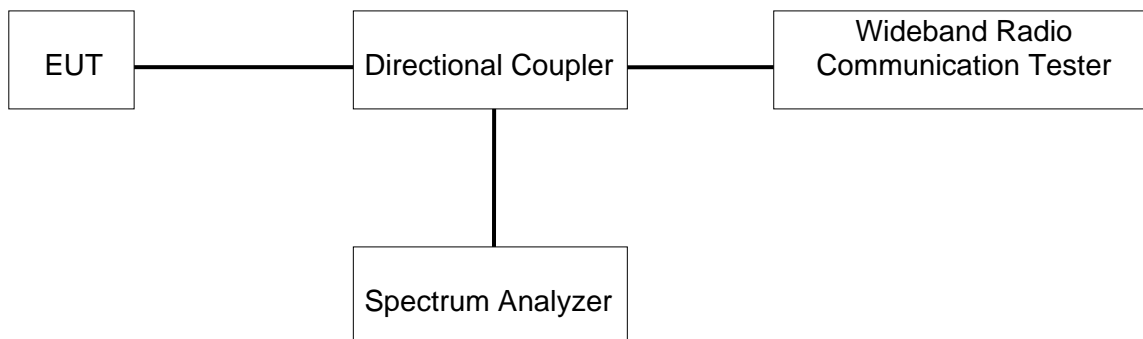 EUT
Directional Coupler
Wideband Radio
Communication Tester
Spectrum Analyzer